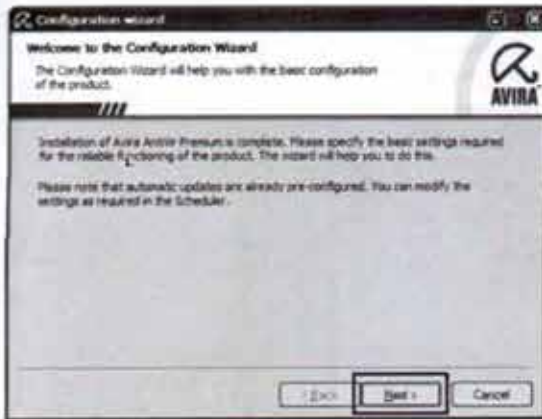 Configuration wizard
Welcome to the Configuration Wizard
The Configuration Wizard will help you with the basic configuration
of the product.
AVIRA
Installation of Avira AntiVir Premium is complete. Please specify the basic settings required
for the reliable functioning of the product. The wizard will help you to do this.
Please note that automatic updates are already pre-configured. You can modify the
settings as required in the Scheduler.
< Back
Next >
Cancel